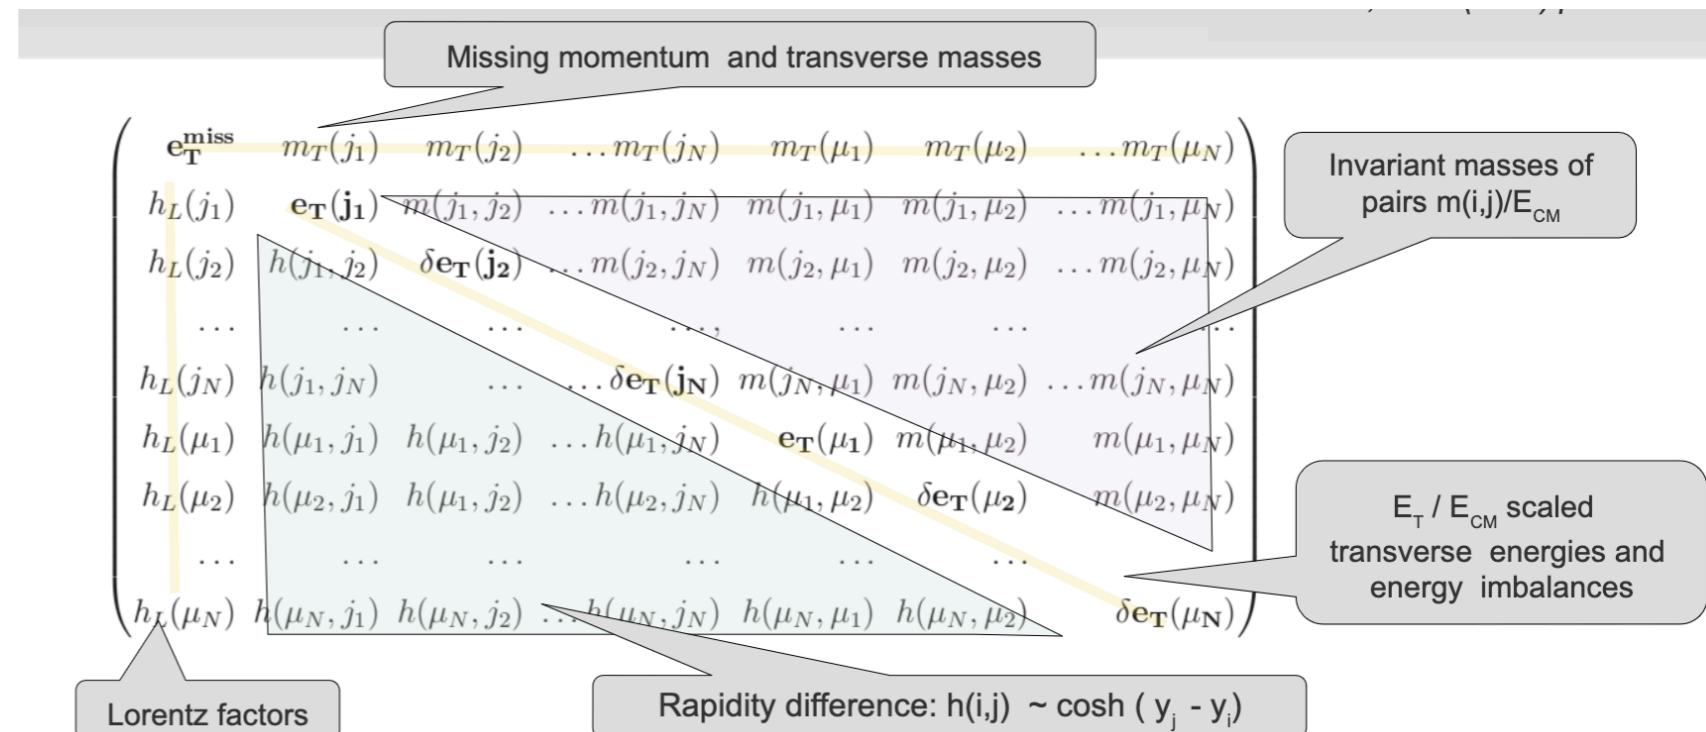 Missing momentum and transverse masses
e_T^miss m_T(j_1) m_T(j_2) ...m_T(j_N) m_T(μ_1) m_T(μ_2) ...m_T(μ_N)
h_L(j_1) e_T(j_1) m(j_1, j_2) ...m(j_1, j_N) m(j_1, μ_1) m(j_1, μ_2) ...m(j_1, μ_N)
h_L(j_2) h(j_1, j_2) δe_T(j_2) ...m(j_2, j_N) m(j_2, μ_1) m(j_2, μ_2) ...m(j_2, μ_N)
... ... ... ..., ... ... ...
h_L(j_N) h(j_1, j_N) ... ...δe_T(j_N) m(j_N, μ_1) m(j_N, μ_2) ...m(j_N, μ_N)
h_L(μ_1) h(μ_1, j_1) h(μ_1, j_2) ...h(μ_1, j_N) e_T(μ_1) m(μ_1, μ_2) m(μ_1, μ_N)
h_L(μ_2) h(μ_2, j_1) h(μ_1, j_2) ...h(μ_2, j_N) h(μ_1, μ_2) δe_T(μ_2) m(μ_2, μ_N)
... ... ... ... ... ...
h_L(μ_N) h(μ_N, j_1) h(μ_N, j_2) ...h(μ_N, j_N) h(μ_N, μ_1) h(μ_N, μ_2) δe_T(μ_N)
Invariant masses of
pairs m(i,j)/E_CM
E_T / E_CM scaled
transverse energies and
energy imbalances
Lorentz factors
Rapidity difference: h(i,j) ~ cosh ( y_j - y_i)